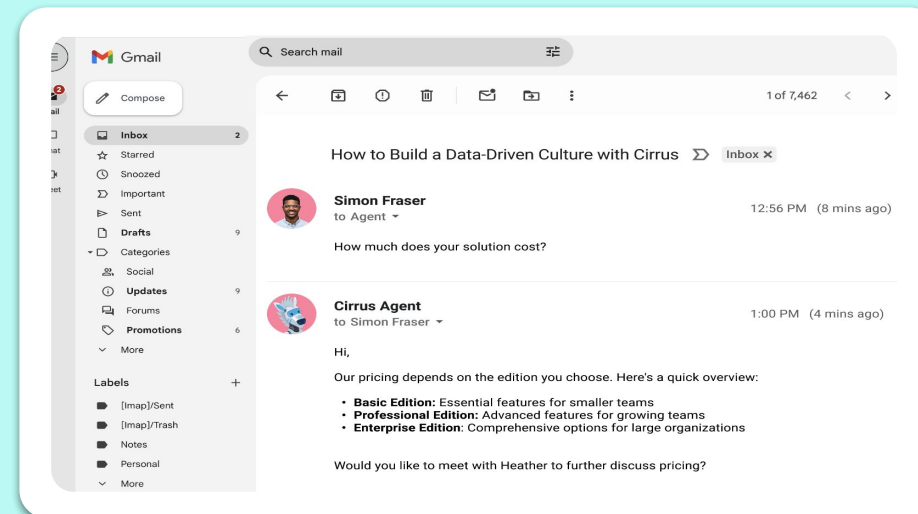 Gmail
Search mail
2
ail
Compose
1 of 7,462
Inbox 2
at
Starred
Snoozed
eet
Important
Sent
Drafts 9
Categories
Social
Updates 9
Forums
Promotions 6
More
Labels +
[Imap]/Sent
[Imap]/Trash
Notes
Personal
More
How to Build a Data-Driven Culture with Cirrus Inbox ×
Simon Fraser
to Agent
12:56 PM (8 mins ago)
How much does your solution cost?
Cirrus Agent
to Simon Fraser
1:00 PM (4 mins ago)
Hi,
Our pricing depends on the edition you choose. Here's a quick overview:
• Basic Edition: Essential features for smaller teams
• Professional Edition: Advanced features for growing teams
• Enterprise Edition: Comprehensive options for large organizations
Would you like to meet with Heather to further discuss pricing?